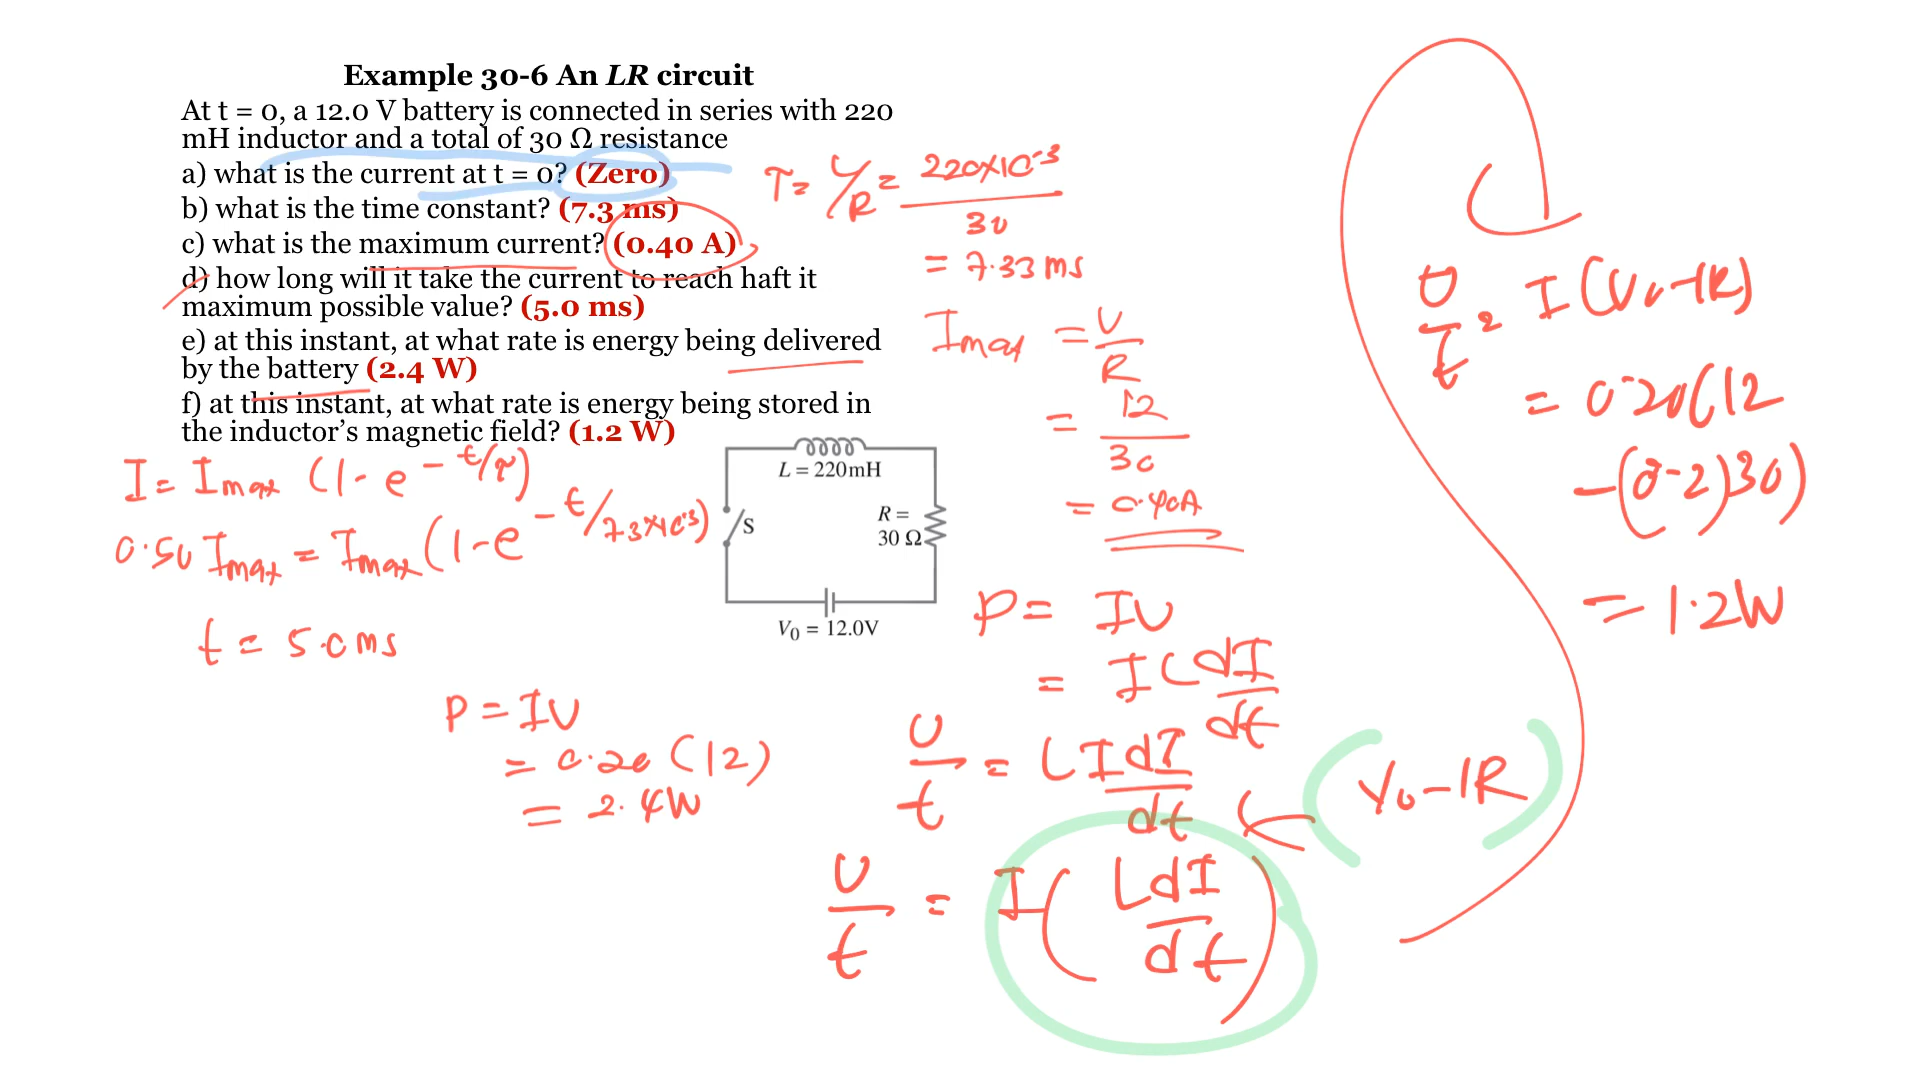 Example 30-6 An LR circuit
At t = 0, a 12.0 V battery is connected in series with 220
mH inductor and a total of 30 Ω resistance
a) what is the current at t = 0? (Zero)
b) what is the time constant? (7.3 ms)
c) what is the maximum current? (0.40 A)
d) how long will it take the current to reach haft it
maximum possible value? (5.0 ms)
e) at this instant, at what rate is energy being delivered
by the battery (2.4 W)
f) at this instant, at what rate is energy being stored in
the inductor's magnetic field? (1.2 W)
I = Imax (1 - e^-t/τ)
0.50 Imax = Imax (1 - e^-t/7.3×10^-3)
t = 5.0 ms
P = IV
= 0.20 (12)
= 2.4W
L = 220mH
S
R =
30 Ω
V0 = 12.0V
τ = L/R = 220×10^-3
30
= 7.33 ms
Imax = V
R
= 12
30
= 0.40A
P = IV
= I L dI
dt
U
t
= L I dI
dt
(V0 - IR)
U
t
= I ( L dI
dt )
U
t
= I (V0 - IR)
= 0.20(12
- (0.2)30)
= 1.2W